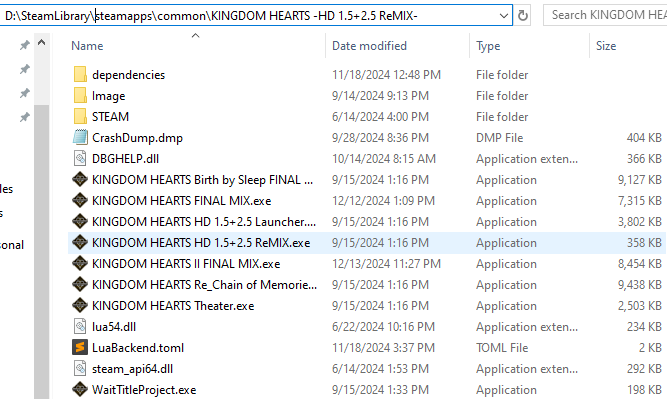 D:\SteamLibrary\steamapps\common\KINGDOM HEARTS -HD 1.5+2.5 ReMIX-
Search KINGDOM HEA
Name Date modified Type Size
dependencies 11/18/2024 12:48 PM File folder
Image 9/14/2024 9:13 PM File folder
STEAM 6/14/2024 4:00 PM File folder
CrashDump.dmp 9/28/2024 8:36 PM DMP File 404 KB
DBGHELP.dll 10/14/2024 8:15 AM Application exten... 366 KB
KINGDOM HEARTS Birth by Sleep FINAL ... 9/15/2024 1:16 PM Application 9,127 KB
KINGDOM HEARTS FINAL MIX.exe 12/12/2024 1:09 PM Application 7,315 KB
KINGDOM HEARTS HD 1.5+2.5 Launcher.... 9/15/2024 1:16 PM Application 3,802 KB
KINGDOM HEARTS HD 1.5+2.5 ReMIX.exe 9/15/2024 1:16 PM Application 358 KB
KINGDOM HEARTS II FINAL MIX.exe 12/13/2024 11:27 PM Application 8,454 KB
KINGDOM HEARTS Re_Chain of Memorie... 9/15/2024 1:16 PM Application 9,438 KB
KINGDOM HEARTS Theater.exe 9/15/2024 1:16 PM Application 2,503 KB
lua54.dll 6/22/2024 10:16 PM Application exten... 234 KB
LuaBackend.toml 11/18/2024 3:37 PM TOML File 2 KB
steam_api64.dll 6/14/2024 1:53 PM Application exten... 292 KB
WaitTitleProject.exe 9/15/2024 1:33 PM Application 198 KB
les
s
sonal